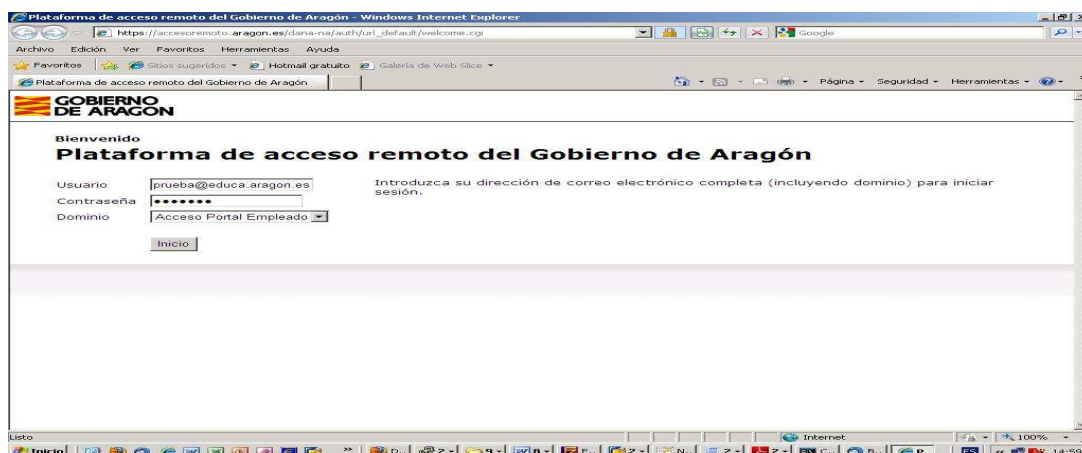 Plataforma de acceso remoto del Gobierno de Aragón - Windows Internet Explorer
https://accesoremoto.aragon.es/dana-na/auth/url_default/welcome.cgi
Google
Archivo Edición Ver Favoritos Herramientas Ayuda
Favoritos Sitios sugeridos Hotmail gratuito Galería de Web Slice
Plataforma de acceso remoto del Gobierno de Aragón
Página Seguridad Herramientas
GOBIERNO
DE ARAGON
Bienvenido
Plataforma de acceso remoto del Gobierno de Aragón
Usuario prueba@educa.aragon.es
Introduzca su dirección de correo electrónico completa (incluyendo dominio) para iniciar
sesión.
Contraseña
Dominio Acceso Portal Empleado
Inicio
Listo Internet 100%
Inicio ES 14:59